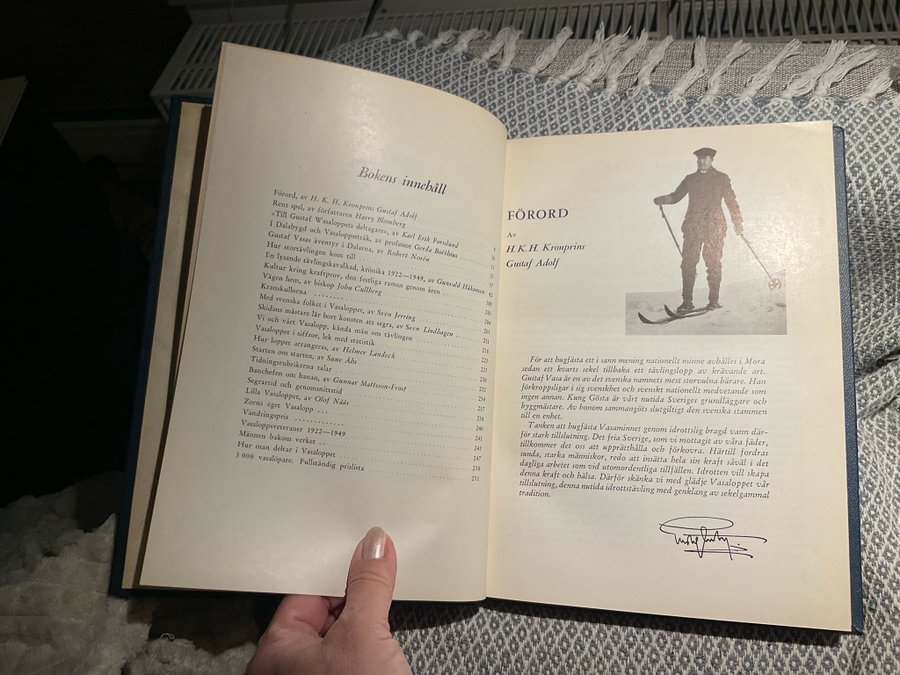 Bokens innehåll
Förord, av H. K. H. Kronprins Gustaf Adolf
Rent spel, av författaren Harry Blomberg
»Till Gustaf Wasaloppets deltagare», av Karl Erik Forsslund
I Dalabygd och Vasaloppsstråk, av professor Gerda Boëthius
Gustaf Vasas äventyr i Dalarna, av Robert Norln
Hur stortävlingen kom till
En lysande tävlingskavalkad, krönika 1922—1949, av Gunvald Håkanson
Kultur kring kraftprov, den festliga ramen genom åren
Vägen hem, av biskop John Cullberg
Kranskullorna
Med svenska folket i Vasaloppet, av Sven Jerring
Skidans mästare lär bort konsten att segra, av Sven Lindhagen
Vi och vårt Vasalopp, kända män om tävlingen
Vasaloppet i siffror, lek med statistik
Hur loppet arrangeras, av Helmer Landeck
Starten om starten, av Sune Åhs
Tidningsrubrikerna talar
Banchefen om banan, av Gunnar Mattsson-Frost
Segrartid och genomsnittstid
Lilla Vasaloppet, av Olof Nääs
Zorns eget Vasalopp
Vandringspris
Vasaloppsveteraner 1922—1949
Männen bakom verket
Hur man deltar i Vasaloppet
3 000 vasalöpare. Fullständig prislista
FÖRORD
Av
H. K. H. Kronprins
Gustaf Adolf
För att hugfästa ett i sann mening nationellt minne avhålles i Mora
sedan ett kvarts sekel tillbaka ett tävlingslopp av krävande art.
Gustaf Vasa är en av det svenska namnets mest storvulna bärare. Han
förkroppsligar i sig svenskhet och svenskt nationellt medvetande som
ingen annan. Kung Gösta är vårt nutida Sveriges grundläggare och
byggmästare. Av honom sammangöts slutgiltigt den svenska stammen
till en enhet.
Tanken att hugfästa Vasaminnet genom idrottslig bragd vann där-
för stark tillslutning. Det fria Sverige, som vi mottagit av våra fäder,
tillkommer det oss att upprätthålla och förkovra. Härtill fordras
sunda, starka människor, redo att insätta hela sin kraft såväl i det
dagliga arbetet som vid utomordentliga tillfällen. Idrotten vill skapa
denna kraft och hälsa. Därför skänka vi med glädje Vasaloppet vår
tillslutning, denna nutida idrottstävling med genklang av sekelgammal
tradition.